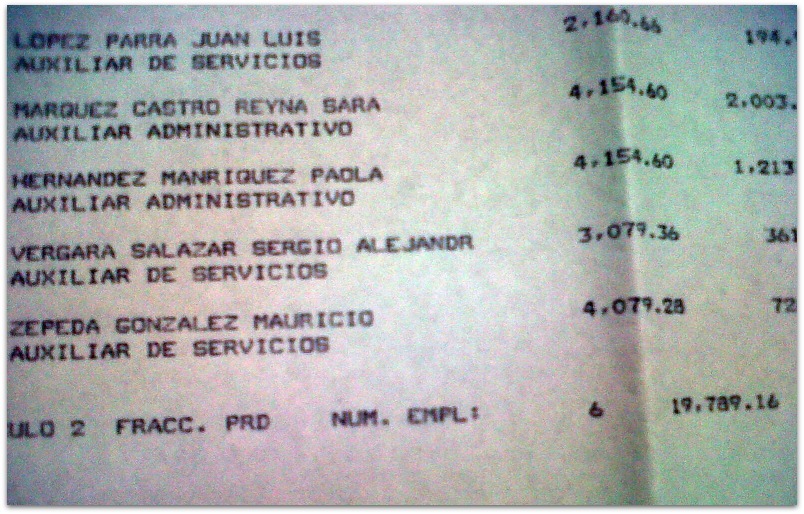 LOPEZ PARRA JUAN LUIS 2,160.66 194.
AUXILIAR DE SERVICIOS
MARQUEZ CASTRO REYNA SARA 4,154.60 2,003.
AUXILIAR ADMINISTRATIVO
HERNANDEZ MANRIQUEZ PAOLA 4,154.60 1,213
AUXILIAR ADMINISTRATIVO
VERGARA SALAZAR SERGIO ALEJANDR 3,079.36 361
AUXILIAR DE SERVICIOS
ZEPEDA GONZALEZ MAURICIO 4,079.28 72
AUXILIAR DE SERVICIOS
ULO 2 FRACC. PRD NUM. EMPL: 6 19,789.16